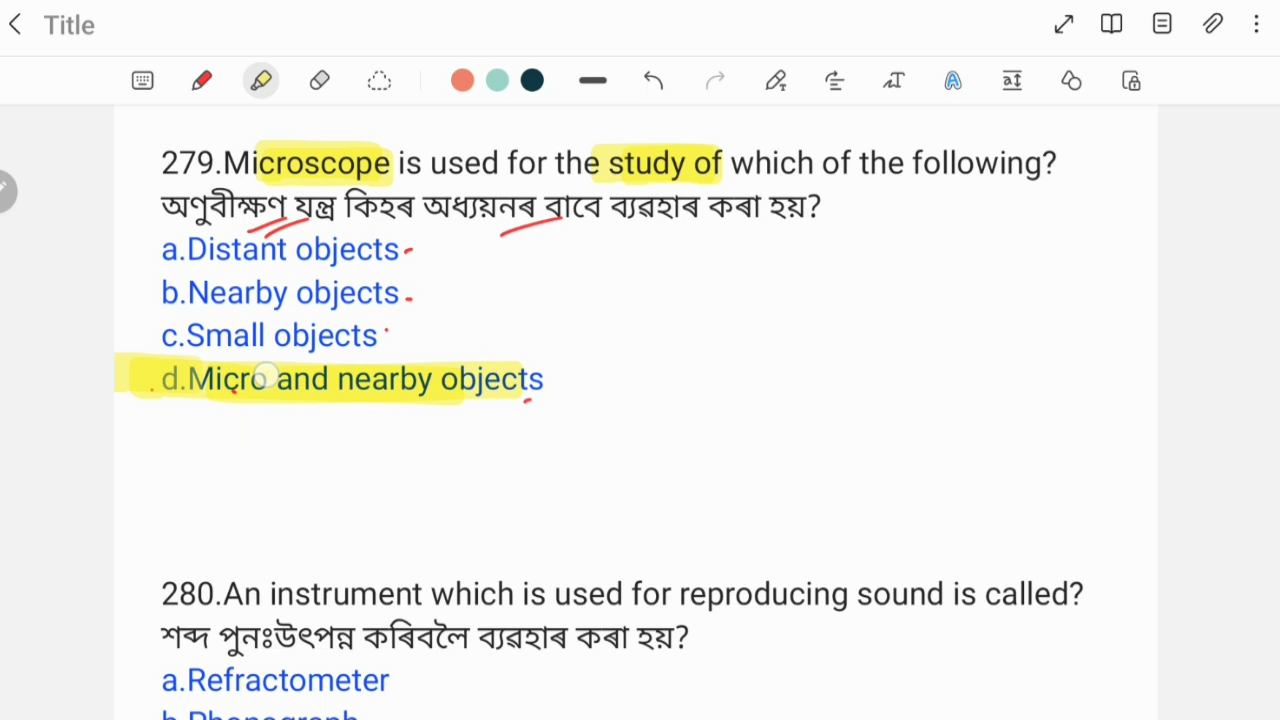 Title
279.Microscope is used for the study of which of the following?
অণুবীক্ষণ যন্ত্ৰ কিহৰ অধ্যয়নৰ বাবে ব্যৱহাৰ কৰা হয়?
a.Distant objects
b.Nearby objects
c.Small objects
d.Micro and nearby objects
280.An instrument which is used for reproducing sound is called?
শব্দ পুনঃউৎপন্ন কৰিবলৈ ব্যৱহাৰ কৰা হয়?
a.Refractometer
b.Phonograph